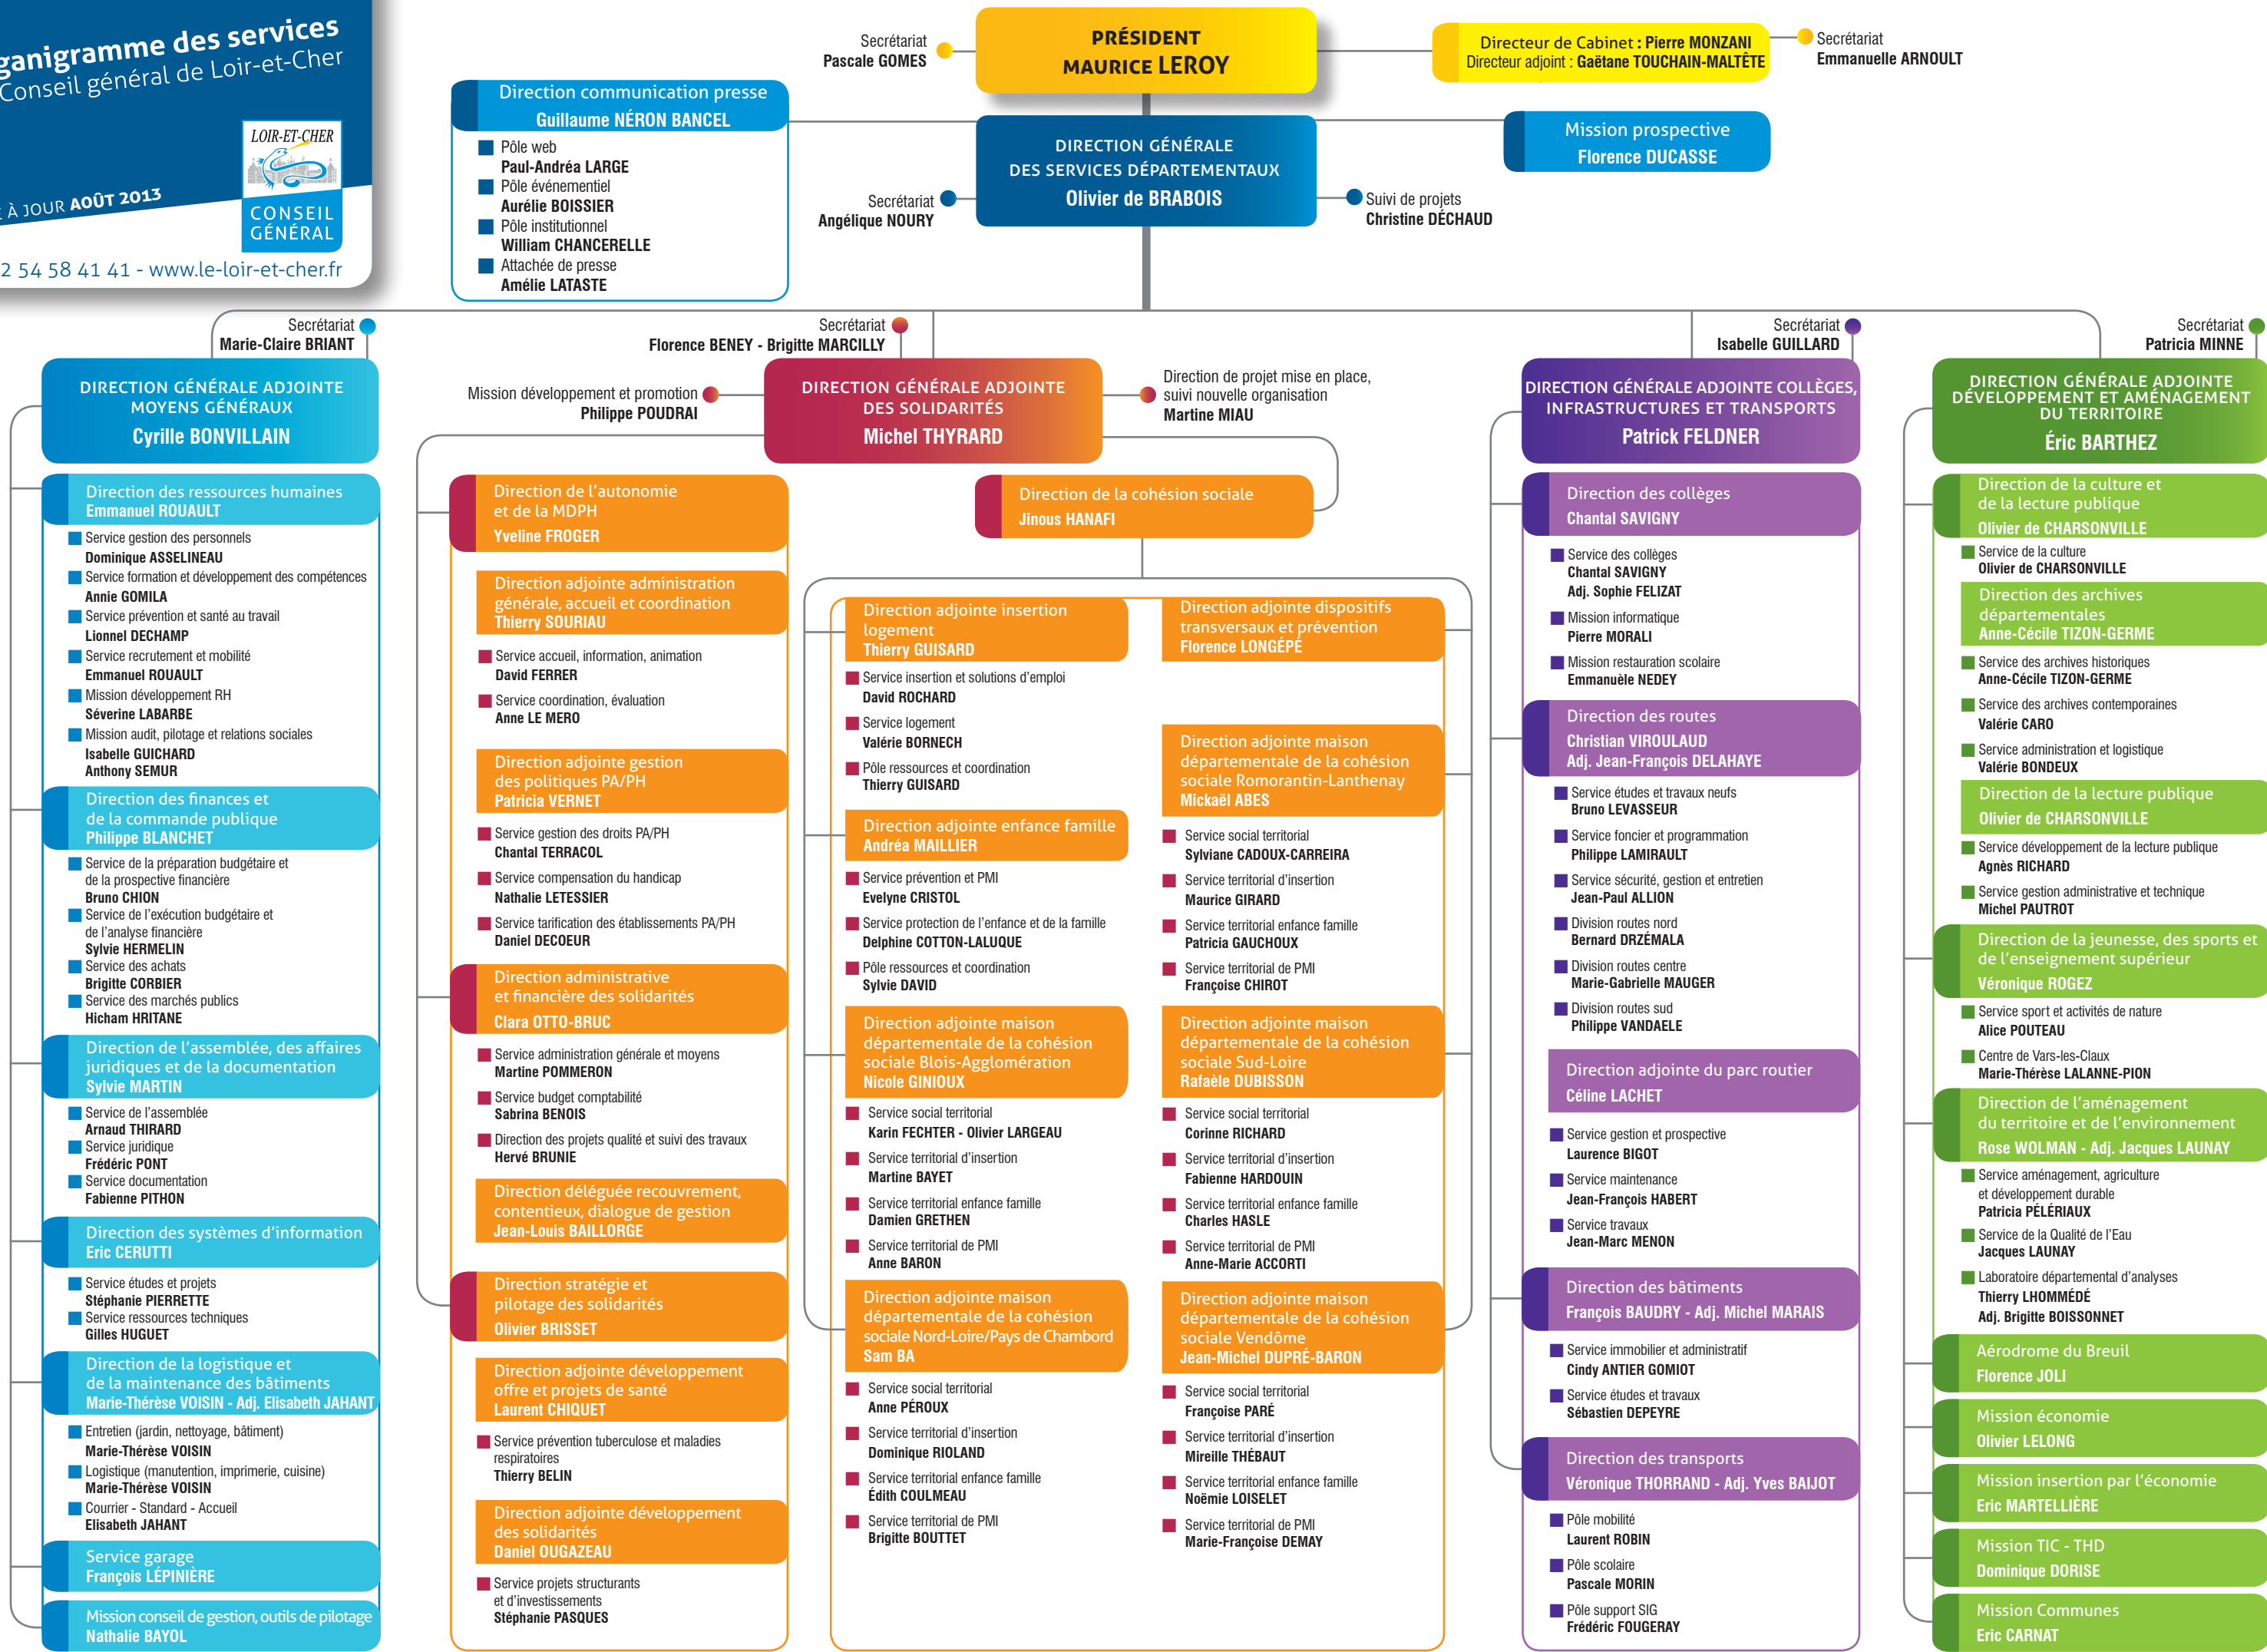 ganigramme des services
Conseil général de Loir-et-Cher
LOIR-ET-CHER
CONSEIL
GÉNÉRAL
À JOUR AOÛT 2013
2 54 58 41 41 - www.le-loir-et-cher.fr
Secrétariat
Pascale GOMES
PRÉSIDENT
MAURICE LEROY
Directeur de Cabinet : Pierre MONZANI
Directeur adjoint : Gaëtane TOUCHAIN-MALTÊTE
Secrétariat
Emmanuelle ARNOULT
Direction communication presse
Guillaume NÉRON BANCEL
Pôle web
Paul-Andréa LARGE
Pôle événementiel
Aurélie BOISSIER
Pôle institutionnel
William CHANCERELLE
Attachée de presse
Amélie LATASTE
DIRECTION GÉNÉRALE
DES SERVICES DÉPARTEMENTAUX
Olivier de BRABOIS
Mission prospective
Florence DUCASSE
Secrétariat
Angélique NOURY
Suivi de projets
Christine DÉCHAUD
Secrétariat
Marie-Claire BRIANT
DIRECTION GÉNÉRALE ADJOINTE
MOYENS GÉNÉRAUX
Cyrille BONVILLAIN
Direction des ressources humaines
Emmanuel ROUAULT
Service gestion des personnels
Dominique ASSELINEAU
Service formation et développement des compétences
Annie GOMILA
Service prévention et santé au travail
Lionnel DECHAMP
Service recrutement et mobilité
Emmanuel ROUAULT
Mission développement RH
Séverine LABARBE
Mission audit, pilotage et relations sociales
Isabelle GUICHARD
Anthony SEMUR
Direction des finances et
de la commande publique
Philippe BLANCHET
Service de la préparation budgétaire et
de la prospective financière
Bruno CHION
Service de l'exécution budgétaire et
de l'analyse financière
Sylvie HERMELIN
Service des achats
Brigitte CORBIER
Service des marchés publics
Hicham HRITANE
Direction de l'assemblée, des affaires
juridiques et de la documentation
Sylvie MARTIN
Service de l'assemblée
Arnaud THIRARD
Service juridique
Frédéric PONT
Service documentation
Fabienne PITHON
Direction des systèmes d'information
Eric CERUTTI
Service études et projets
Stéphanie PIERRETTE
Service ressources techniques
Gilles HUGUET
Direction de la logistique et
de la maintenance des bâtiments
Marie-Thérèse VOISIN - Adj. Elisabeth JAHANT
Entretien (jardin, nettoyage, bâtiment)
Marie-Thérèse VOISIN
Logistique (manutention, imprimerie, cuisine)
Marie-Thérèse VOISIN
Courrier - Standard - Accueil
Elisabeth JAHANT
Service garage
François LÉPINIÈRE
Mission conseil de gestion, outils de pilotage
Nathalie BAYOL
Secrétariat
Florence BENEY - Brigitte MARCILLY
Mission développement et promotion
Philippe POUDRAI
DIRECTION GÉNÉRALE ADJOINTE
DES SOLIDARITÉS
Michel THYRARD
Direction de projet mise en place,
suivi nouvelle organisation
Martine MIAU
Direction de l'autonomie
et de la MDPH
Yveline FROGER
Direction adjointe administration
générale, accueil et coordination
Thierry SOURIAU
Service accueil, information, animation
David FERRER
Service coordination, évaluation
Anne LE MERO
Direction adjointe gestion
des politiques PA/PH
Patricia VERNET
Service gestion des droits PA/PH
Chantal TERRACOL
Service compensation du handicap
Nathalie LETESSIER
Service tarification des établissements PA/PH
Daniel DECOEUR
Direction administrative
et financière des solidarités
Clara OTTO-BRUC
Service administration générale et moyens
Martine POMMERON
Service budget comptabilité
Sabrina BENOIS
Direction des projets qualité et suivi des travaux
Hervé BRUNIE
Direction déléguée recouvrement,
contentieux, dialogue de gestion
Jean-Louis BAILLORGE
Direction stratégie et
pilotage des solidarités
Olivier BRISSET
Direction adjointe développement
offre et projets de santé
Laurent CHIQUET
Service prévention tuberculose et maladies
respiratoires
Thierry BELIN
Direction adjointe développement
des solidarités
Daniel OUGAZEAU
Service projets structurants
et d'investissements
Stéphanie PASQUES
Direction de la cohésion sociale
Jinous HANAFI
Direction adjointe insertion
logement
Thierry GUISARD
Service insertion et solutions d'emploi
David ROCHARD
Service logement
Valérie BORNECH
Pôle ressources et coordination
Thierry GUISARD
Direction adjointe enfance famille
Andréa MAILLIER
Service prévention et PMI
Evelyne CRISTOL
Service protection de l'enfance et de la famille
Delphine COTTON-LALUQUE
Pôle ressources et coordination
Sylvie DAVID
Direction adjointe maison
départementale de la cohésion
sociale Blois-Agglomération
Nicole GINIOUX
Service social territorial
Karin FECHTER - Olivier LARGEAU
Service territorial d'insertion
Martine BAYET
Service territorial enfance famille
Damien GRETHEN
Service territorial de PMI
Anne BARON
Direction adjointe maison
départementale de la cohésion
sociale Nord-Loire/Pays de Chambord
Sam BA
Service social territorial
Anne PÉROUX
Service territorial d'insertion
Dominique RIOLAND
Service territorial enfance famille
Édith COULMEAU
Service territorial de PMI
Brigitte BOUTTET
Direction adjointe dispositifs
transversaux et prévention
Florence LONGÉPÉ
Direction adjointe maison
départementale de la cohésion
sociale Romorantin-Lanthenay
Mickaël ABES
Service social territorial
Sylviane CADOUX-CARREIRA
Service territorial d'insertion
Maurice GIRARD
Service territorial enfance famille
Patricia GAUCHOUX
Service territorial de PMI
Françoise CHIROT
Direction adjointe maison
départementale de la cohésion
sociale Sud-Loire
Rafaèle DUBISSON
Service social territorial
Corinne RICHARD
Service territorial d'insertion
Fabienne HARDOUIN
Service territorial enfance famille
Charles HASLE
Service territorial de PMI
Anne-Marie ACCORTI
Direction adjointe maison
départementale de la cohésion
sociale Vendôme
Jean-Michel DUPRÉ-BARON
Service social territorial
Françoise PARÉ
Service territorial d'insertion
Mireille THÉBAUT
Service territorial enfance famille
Noëmie LOISELET
Service territorial de PMI
Marie-Françoise DEMAY
Secrétariat
Isabelle GUILLARD
DIRECTION GÉNÉRALE ADJOINTE COLLÈGES,
INFRASTRUCTURES ET TRANSPORTS
Patrick FELDNER
Direction des collèges
Chantal SAVIGNY
Service des collèges
Chantal SAVIGNY
Adj. Sophie FELIZAT
Mission informatique
Pierre MORALI
Mission restauration scolaire
Emmanuèle NEDEY
Direction des routes
Christian VIROULAUD
Adj. Jean-François DELAHAYE
Service études et travaux neufs
Bruno LEVASSEUR
Service foncier et programmation
Philippe LAMIRAULT
Service sécurité, gestion et entretien
Jean-Paul ALLION
Division routes nord
Bernard DRZÉMALA
Division routes centre
Marie-Gabrielle MAUGER
Division routes sud
Philippe VANDAELE
Direction adjointe du parc routier
Céline LACHET
Service gestion et prospective
Laurence BIGOT
Service maintenance
Jean-François HABERT
Service travaux
Jean-Marc MENON
Direction des bâtiments
François BAUDRY - Adj. Michel MARAIS
Service immobilier et administratif
Cindy ANTIER GOMIOT
Service études et travaux
Sébastien DEPEYRE
Direction des transports
Véronique THORRAND - Adj. Yves BAIJOT
Pôle mobilité
Laurent ROBIN
Pôle scolaire
Pascale MORIN
Pôle support SIG
Frédéric FOUGERAY
Secrétariat
Patricia MINNE
DIRECTION GÉNÉRALE ADJOINTE
DÉVELOPPEMENT ET AMÉNAGEMENT
DU TERRITOIRE
Éric BARTHEZ
Direction de la culture et
de la lecture publique
Olivier de CHARSONVILLE
Service de la culture
Olivier de CHARSONVILLE
Direction des archives
départementales
Anne-Cécile TIZON-GERME
Service des archives historiques
Anne-Cécile TIZON-GERME
Service des archives contemporaines
Valérie CARO
Service administration et logistique
Valérie BONDEUX
Direction de la lecture publique
Olivier de CHARSONVILLE
Service développement de la lecture publique
Agnès RICHARD
Service gestion administrative et technique
Michel PAUTROT
Direction de la jeunesse, des sports et
de l'enseignement supérieur
Véronique ROGEZ
Service sport et activités de nature
Alice POUTEAU
Centre de Vars-les-Claux
Marie-Thérèse LALANNE-PION
Direction de l'aménagement
du territoire et de l'environnement
Rose WOLMAN - Adj. Jacques LAUNAY
Service aménagement, agriculture
et développement durable
Patricia PÉLÉRIAUX
Service de la Qualité de l'Eau
Jacques LAUNAY
Laboratoire départemental d'analyses
Thierry LHOMMÉDÉ
Adj. Brigitte BOISSONNET
Aérodrome du Breuil
Florence JOLI
Mission économie
Olivier LELONG
Mission insertion par l'économie
Eric MARTELLIÈRE
Mission TIC - THD
Dominique DORISE
Mission Communes
Eric CARNAT